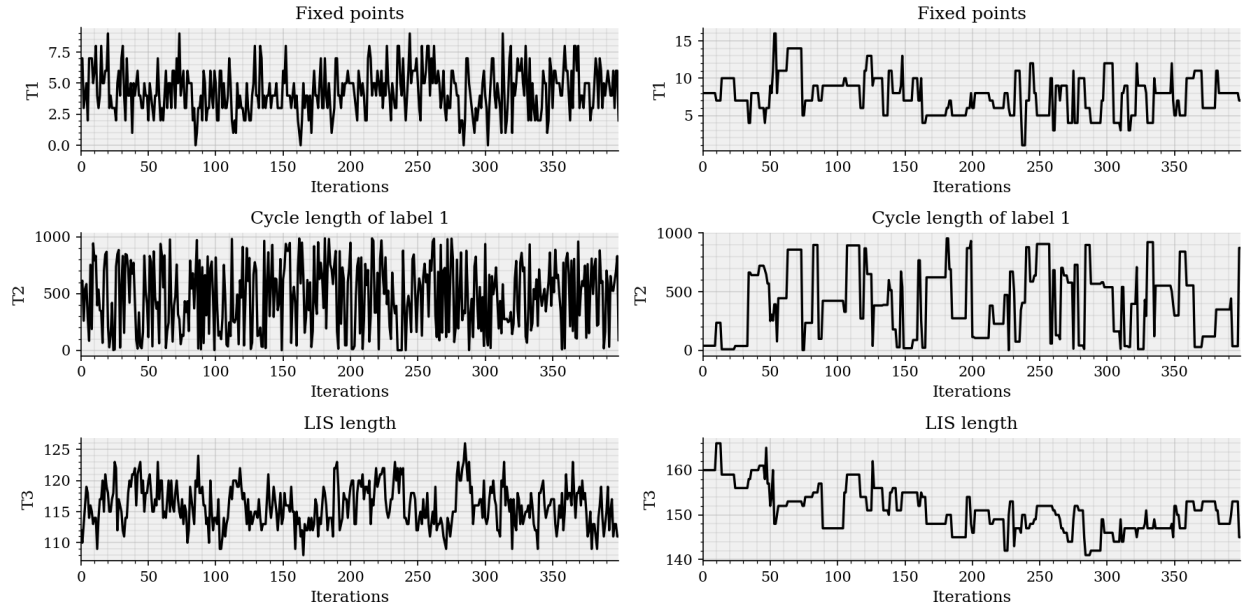 Fixed points
T1
7.5
5.0
2.5
0.0
0 50 100 150 200 250 300 350
Iterations
Fixed points
T1
15
10
5
0 50 100 150 200 250 300 350
Iterations
Cycle length of label 1
T2
1000
500
0
0 50 100 150 200 250 300 350
Iterations
Cycle length of label 1
T2
1000
500
0
0 50 100 150 200 250 300 350
Iterations
LIS length
T3
125
120
115
110
0 50 100 150 200 250 300 350
Iterations
LIS length
T3
160
150
140
0 50 100 150 200 250 300 350
Iterations